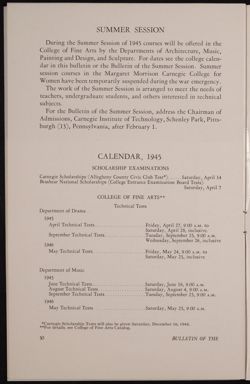 SUMMER SESSION
During the Summer Session of 1945 courses will be offered in the
College of Fine Arts by the Departments of Architecture, Music,
Painting and Design, and Sculpture. For dates see the college calen-
dar in this bulletin or the Bulletin of the Summer Session. Summer
session courses in the Margaret Morrison Carnegie College for
Women have been temporarily suspended during the war emergency.
The work of the Summer Session is arranged to meet the needs of
teachers, undergraduate students, and others interested in technical
subjects.
For the Bulletin of the Summer Session, address the Chairman of
Admissions, Carnegie Institute of Technology, Schenley Park, Pitts-
burgh (13), Pennsylvania, after February 1.
CALENDAR, 1945
SCHOLARSHIP EXAMINATIONS
Carnegie Scholarships (Allegheny County Civic Club Test*) . . . Saturday, April 14
Buhl National Scholarships (College Entrance Examination Board Tests)
Saturday, April 7
COLLEGE OF FINE ARTS**
Technical Tests
Department of Drama
1945
April Technical Tests Friday, April 27, 9:00 A.M. to
Saturday, April 28, inclusive
September Technical Tests Tuesday, September 25, 9:00 A.M.
Wednesday, September 26, inclusive
1946
May Technical Tests Friday, May 24, 9:00 A.M. to
Saturday, May 25, inclusive
Department of Music
1945
June Technical Tests Saturday, June 16, 9:00 A.M.
August Technical Tests Saturday, August 4, 9:00 A.M.
September Technical Tests Tuesday, September 25, 9:00 A.M.
1946
May Technical Tests Saturday, May 25, 9:00 A.M.
*Carnegie Scholarship Tests will also be given Saturday, December 16, 1944.
**For details see College of Fine Arts Catalog.
30 BULLETIN OF THE